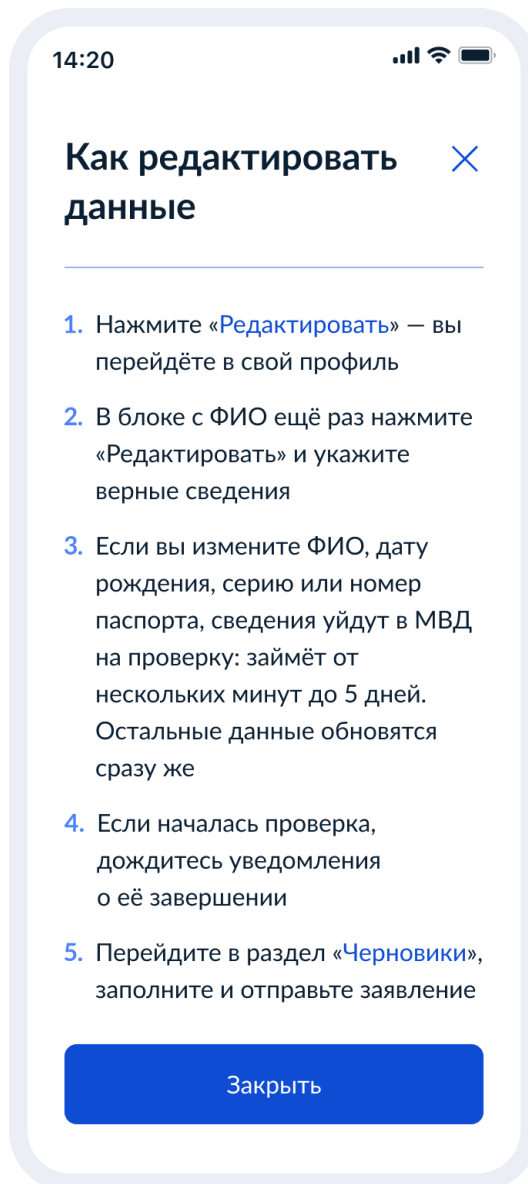 14:20
Как редактировать
данные
1. Нажмите «Редактировать» — вы
перейдёте в свой профиль
2. В блоке с ФИО ещё раз нажмите
«Редактировать» и укажите
верные сведения
3. Если вы измените ФИО, дату
рождения, серию или номер
паспорта, сведения уйдут в МВД
на проверку: займёт от
нескольких минут до 5 дней.
Остальные данные обновятся
сразу же
4. Если началась проверка,
дождитесь уведомления
о её завершении
5. Перейдите в раздел «Черновики»,
заполните и отправьте заявление
Закрыть